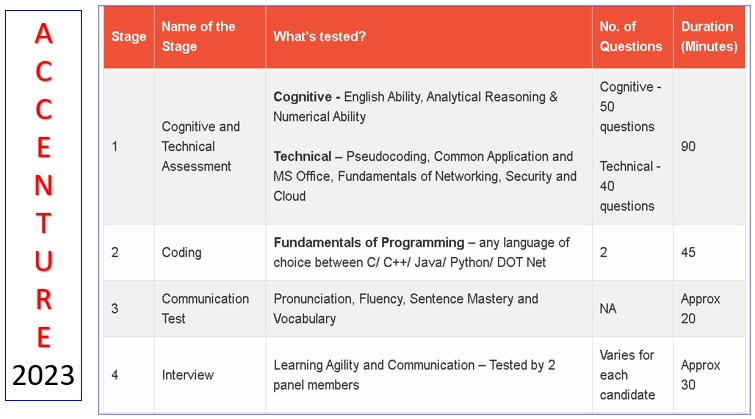 A
C
C
E
N
T
U
R
E
2023
Stage
Name of the
Stage
What's tested?
No. of
Questions
Duration
(Minutes)
1
Cognitive and
Technical
Assessment
Cognitive - English Ability, Analytical Reasoning &
Numerical Ability
Technical – Pseudocoding, Common Application and
MS Office, Fundamentals of Networking, Security and
Cloud
Cognitive -
50
questions
Technical -
40
questions
90
2
Coding
Fundamentals of Programming – any language of
choice between C/ C++/ Java/ Python/ DOT Net
2
45
3
Communication
Test
Pronunciation, Fluency, Sentence Mastery and
Vocabulary
NA
Approx
20
4
Interview
Learning Agility and Communication – Tested by 2
panel members
Varies for
each
candidate
Approx
30